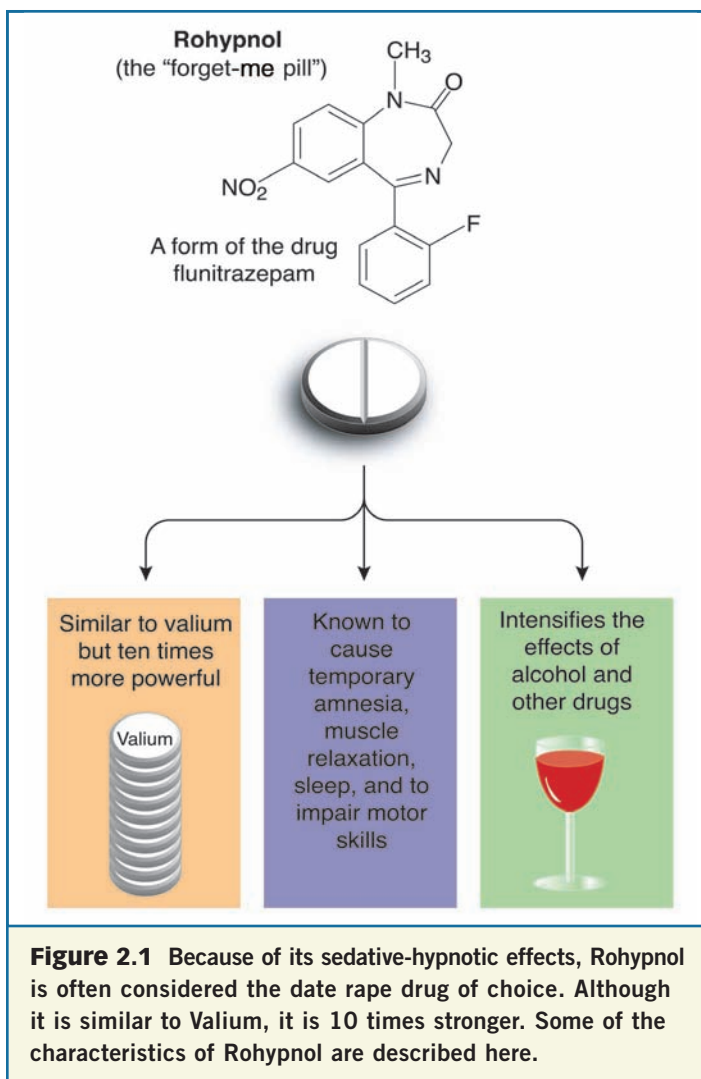 Rohypnol
(the “forget-me pill”)
CH3
N
O
N
NO2
F
A form of the drug
flunitrazepam
Similar to valium
but ten times
more powerful
Valium
Known to
cause
temporary
amnesia,
muscle
relaxation,
sleep, and to
impair motor
skills
Intensifies the
effects of
alcohol and
other drugs
Figure 2.1 Because of its sedative-hypnotic effects, Rohypnol
is often considered the date rape drug of choice. Although
it is similar to Valium, it is 10 times stronger. Some of the
characteristics of Rohypnol are described here.